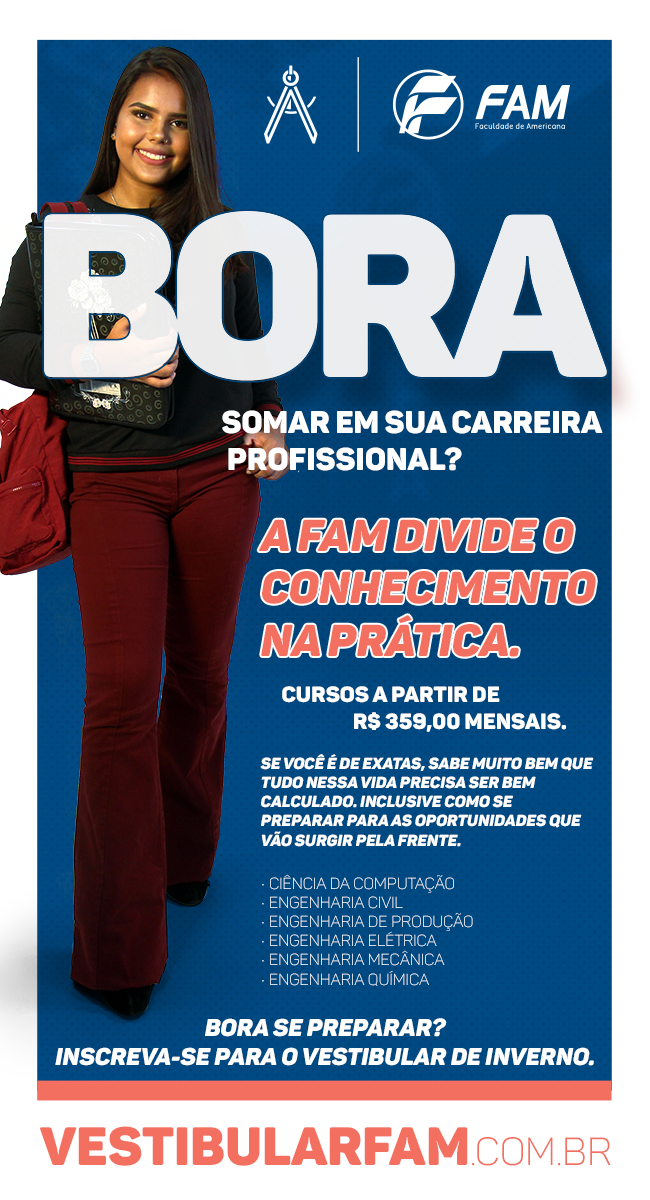 FAM
Faculdade de Americana
BORA
SOMAR EM SUA CARREIRA
PROFISSIONAL?
A FAM DIVIDE O
CONHECIMENTO
NA PRÁTICA.
CURSOS A PARTIR DE
R$ 359,00 MENSAIS.
SE VOCÊ É DE EXATAS, SABE MUITO BEM QUE
TUDO NESSA VIDA PRECISA SER BEM
CALCULADO. INCLUSIVE COMO SE
PREPARAR PARA AS OPORTUNIDADES QUE
VÃO SURGIR PELA FRENTE.
· CIÊNCIA DA COMPUTAÇÃO
· ENGENHARIA CIVIL
· ENGENHARIA DE PRODUÇÃO
· ENGENHARIA ELÉTRICA
· ENGENHARIA MECÂNICA
· ENGENHARIA QUÍMICA
BORA SE PREPARAR?
INSCREVA-SE PARA O VESTIBULAR DE INVERNO.
VESTIBULARFAM.COM.BR